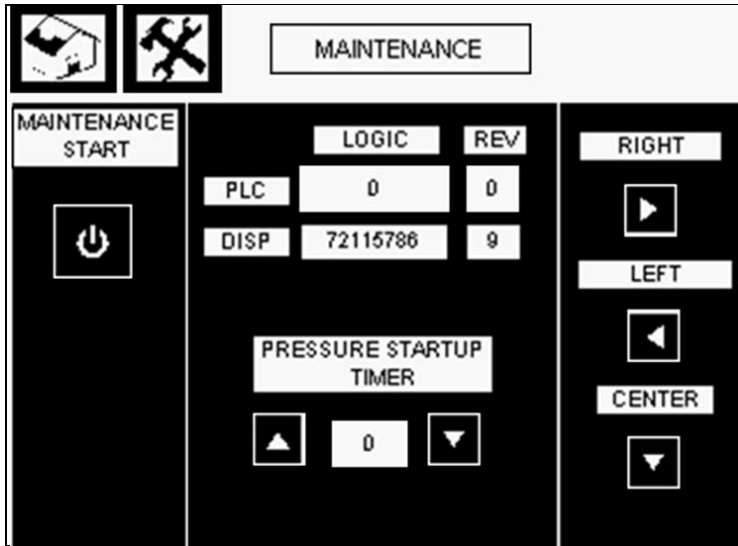 MAINTENANCE
MAINTENANCE
START
LOGIC REV
PLC 0 0
DISP 72115786 9
PRESSURE STARTUP
TIMER
0
RIGHT
LEFT
CENTER